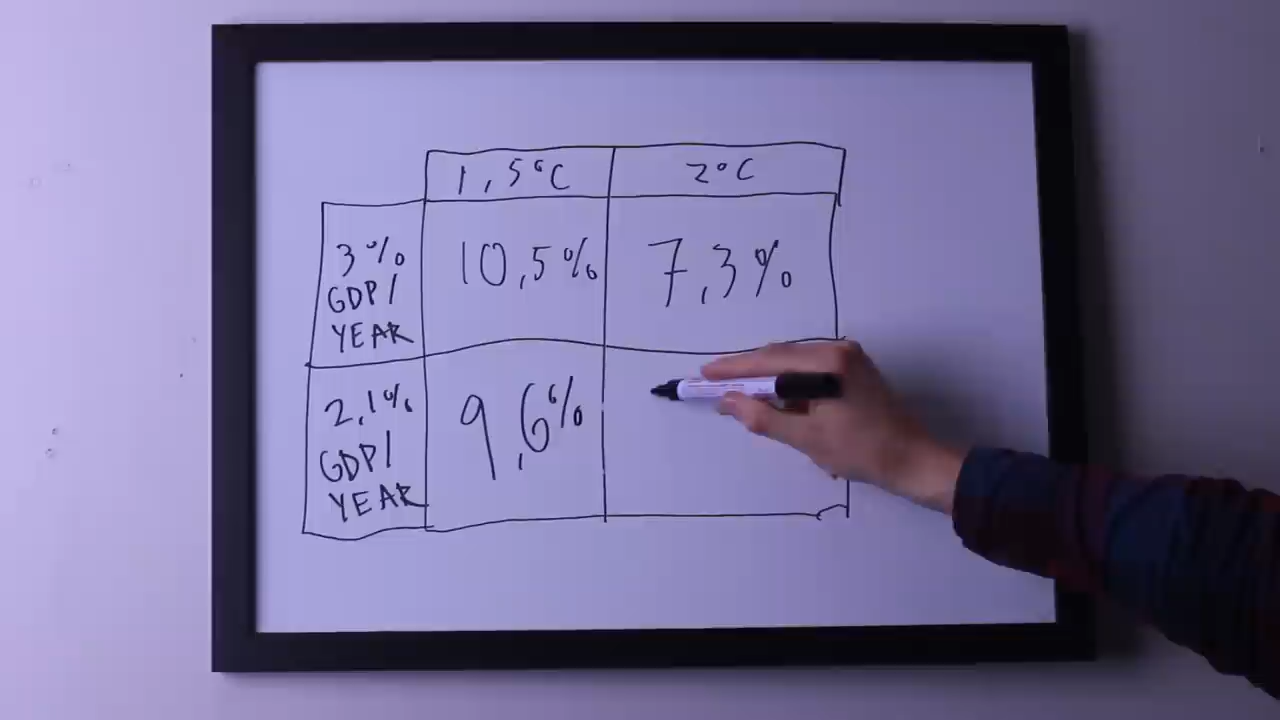 1,5°C 2°C
3%
GDP/
YEAR
10,5% 7,3%
2,1%
GDP/
YEAR
9,6%